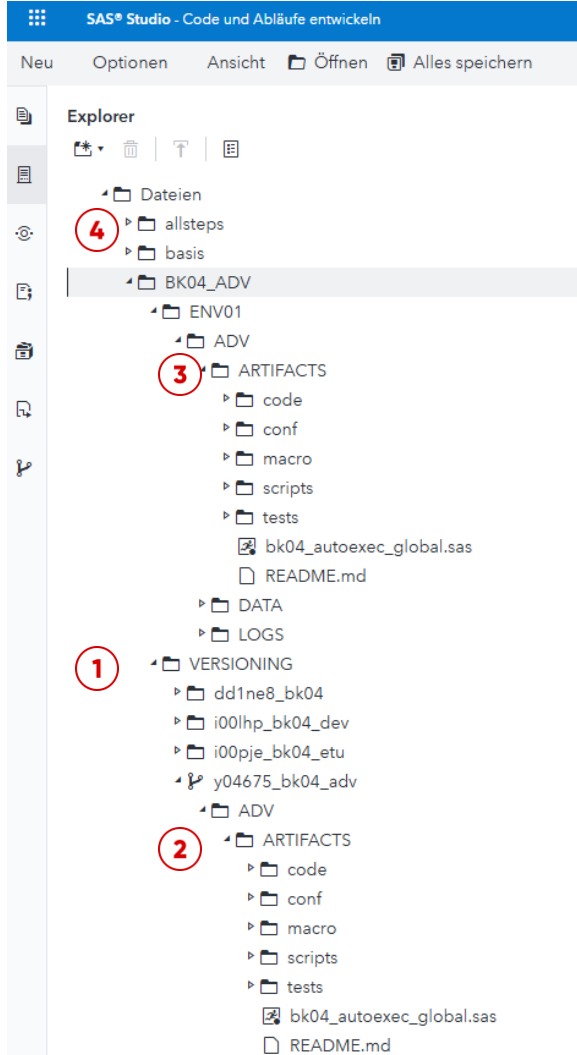 SAS® Studio - Code und Abläufe entwickeln
Neu Optionen Ansicht Öffnen Alles speichern
Explorer
Dateien
4 allsteps
basis
BK04_ADV
ENV01
ADV
3 ARTIFACTS
code
conf
macro
scripts
tests
bk04_autoexec_global.sas
README.md
DATA
LOGS
1 VERSIONING
dd1ne8_bk04
i00lhp_bk04_dev
i00pje_bk04_etu
y04675_bk04_adv
ADV
2 ARTIFACTS
code
conf
macro
scripts
tests
bk04_autoexec_global.sas
README.md